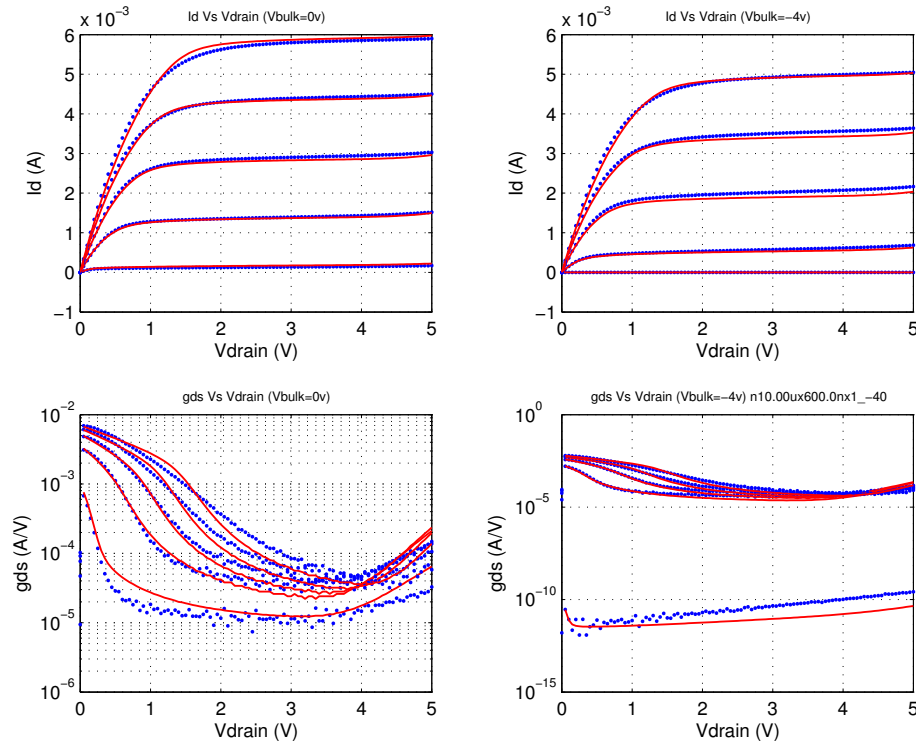 Id Vs Vdrain (Vbulk=0v)
x 10⁻³
6
5
4
3
2
1
0
−1
0 1 2 3 4 5
Id (A)
Vdrain (V)
Id Vs Vdrain (Vbulk=−4v)
x 10⁻³
6
5
4
3
2
1
0
−1
0 1 2 3 4 5
Id (A)
Vdrain (V)
gds Vs Vdrain (Vbulk=0v)
10⁻²
10⁻³
10⁻⁴
10⁻⁵
10⁻⁶
0 1 2 3 4 5
gds (A/V)
Vdrain (V)
gds Vs Vdrain (Vbulk=−4v) n10.00ux600.0nx1_−40
10⁰
10⁻⁵
10⁻¹⁰
10⁻¹⁵
0 1 2 3 4 5
gds (A/V)
Vdrain (V)